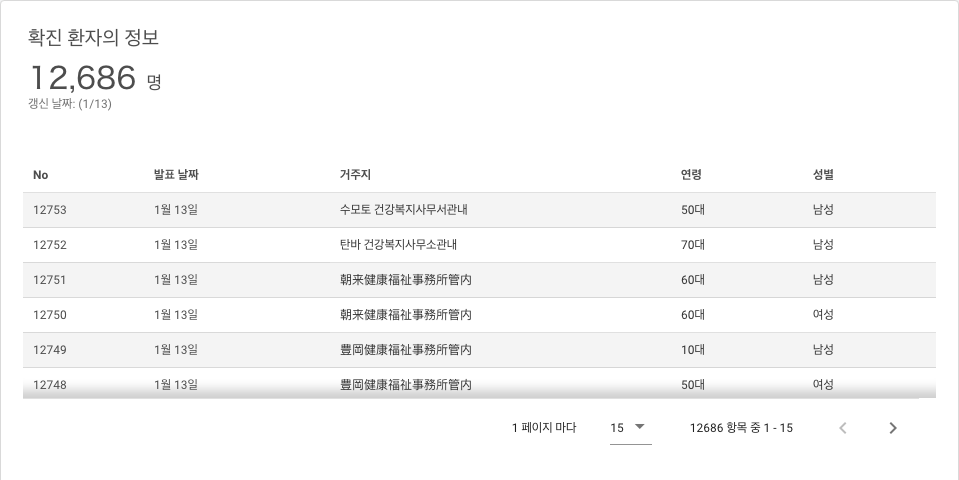 확진 환자의 정보
12,686 명
갱신 날짜: (1/13)
No 발표 날짜 거주지 연령 성별
12753 1월 13일 수모토 건강복지사무서관내 50대 남성
12752 1월 13일 탄바 건강복지사무소관내 70대 남성
12751 1월 13일 朝来健康福祉事務所管内 60대 남성
12750 1월 13일 朝来健康福祉事務所管内 60대 여성
12749 1월 13일 豊岡健康福祉事務所管内 10대 남성
12748 1월 13일 豊岡健康福祉事務所管内 50대 여성
1 페이지 마다 15 12686 항목 중 1 - 15